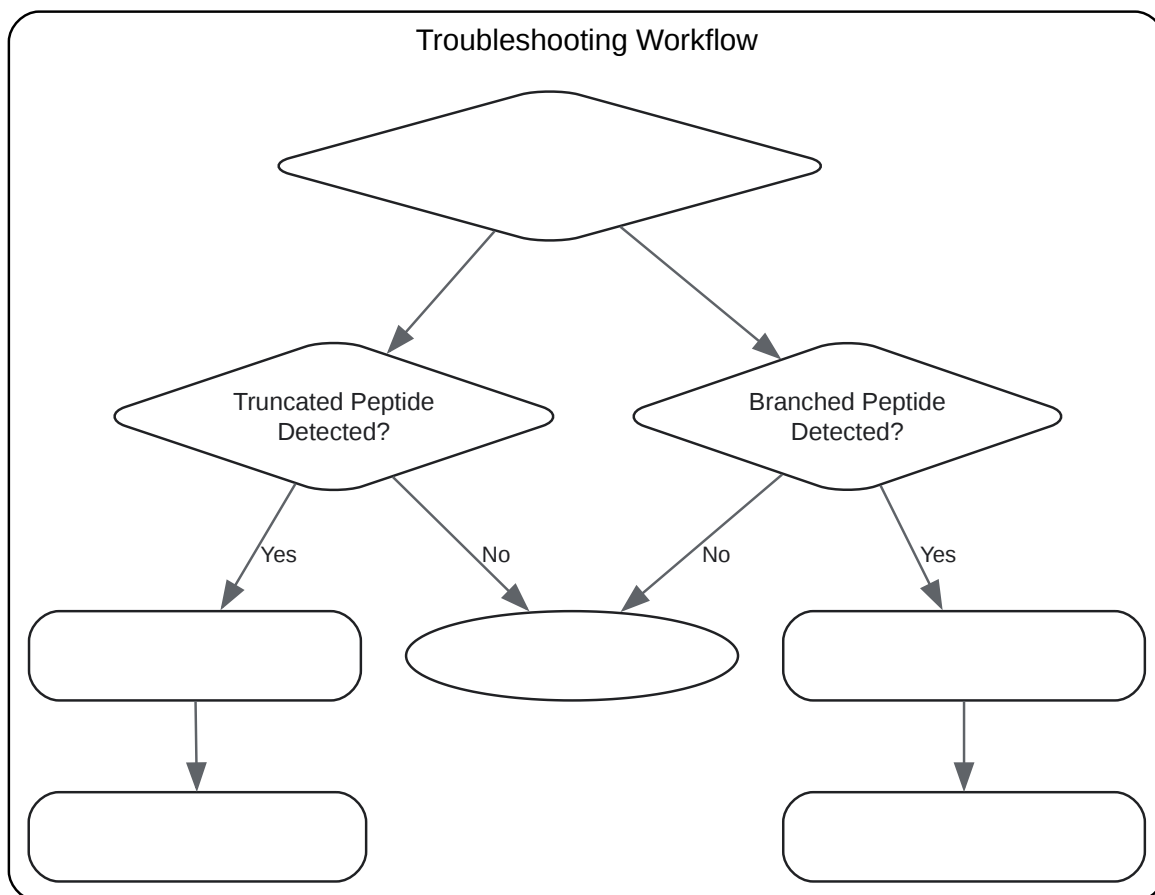 Troubleshooting Workflow
Truncated Peptide
Detected?
Branched Peptide
Detected?
Yes
No
No
Yes